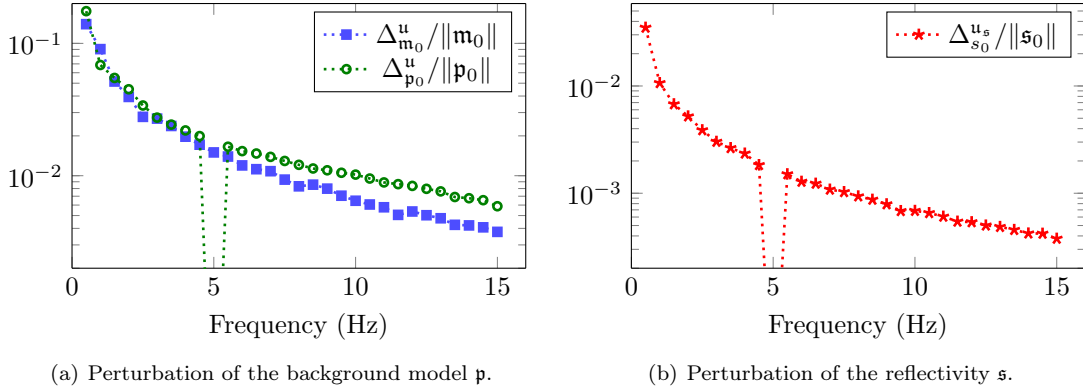 10⁻¹
10⁻²
0 5 10 15
Frequency (Hz)
Δ^𝔲_{𝔪₀}/‖𝔪₀‖
Δ^𝔲_{𝔭₀}/‖𝔭₀‖
(a) Perturbation of the background model 𝔭.
10⁻²
10⁻³
0 5 10 15
Frequency (Hz)
Δ^{𝔲_𝔰}_{s₀}/‖𝔰₀‖
(b) Perturbation of the reflectivity 𝔰.